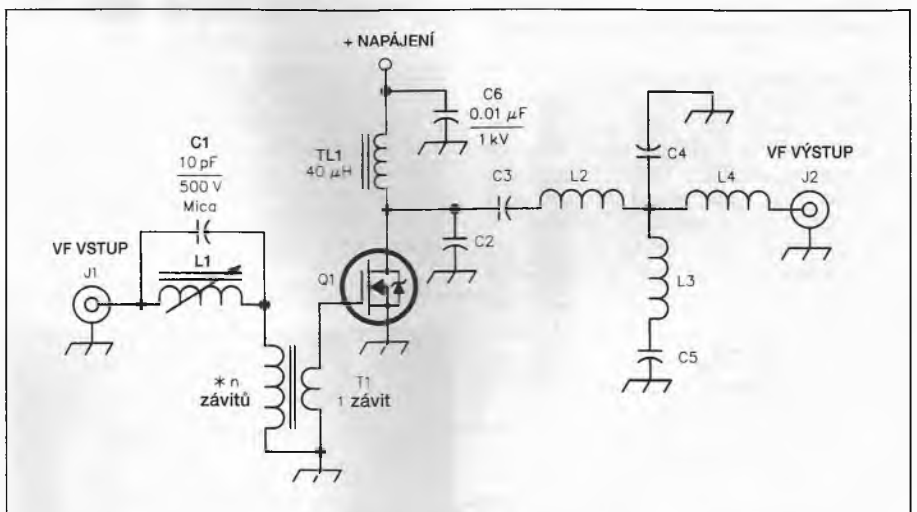 + NAPÁJENÍ
C6
0.01 µF
1 kV
C1
10 pF
500 V
Mica
TL1
40 µH
C4
VF VÝSTUP
J2
C3
L2
L4
C2
VF VSTUP
J1
L1
Q1
L3
C5
* n
závitů
T1
1 závit